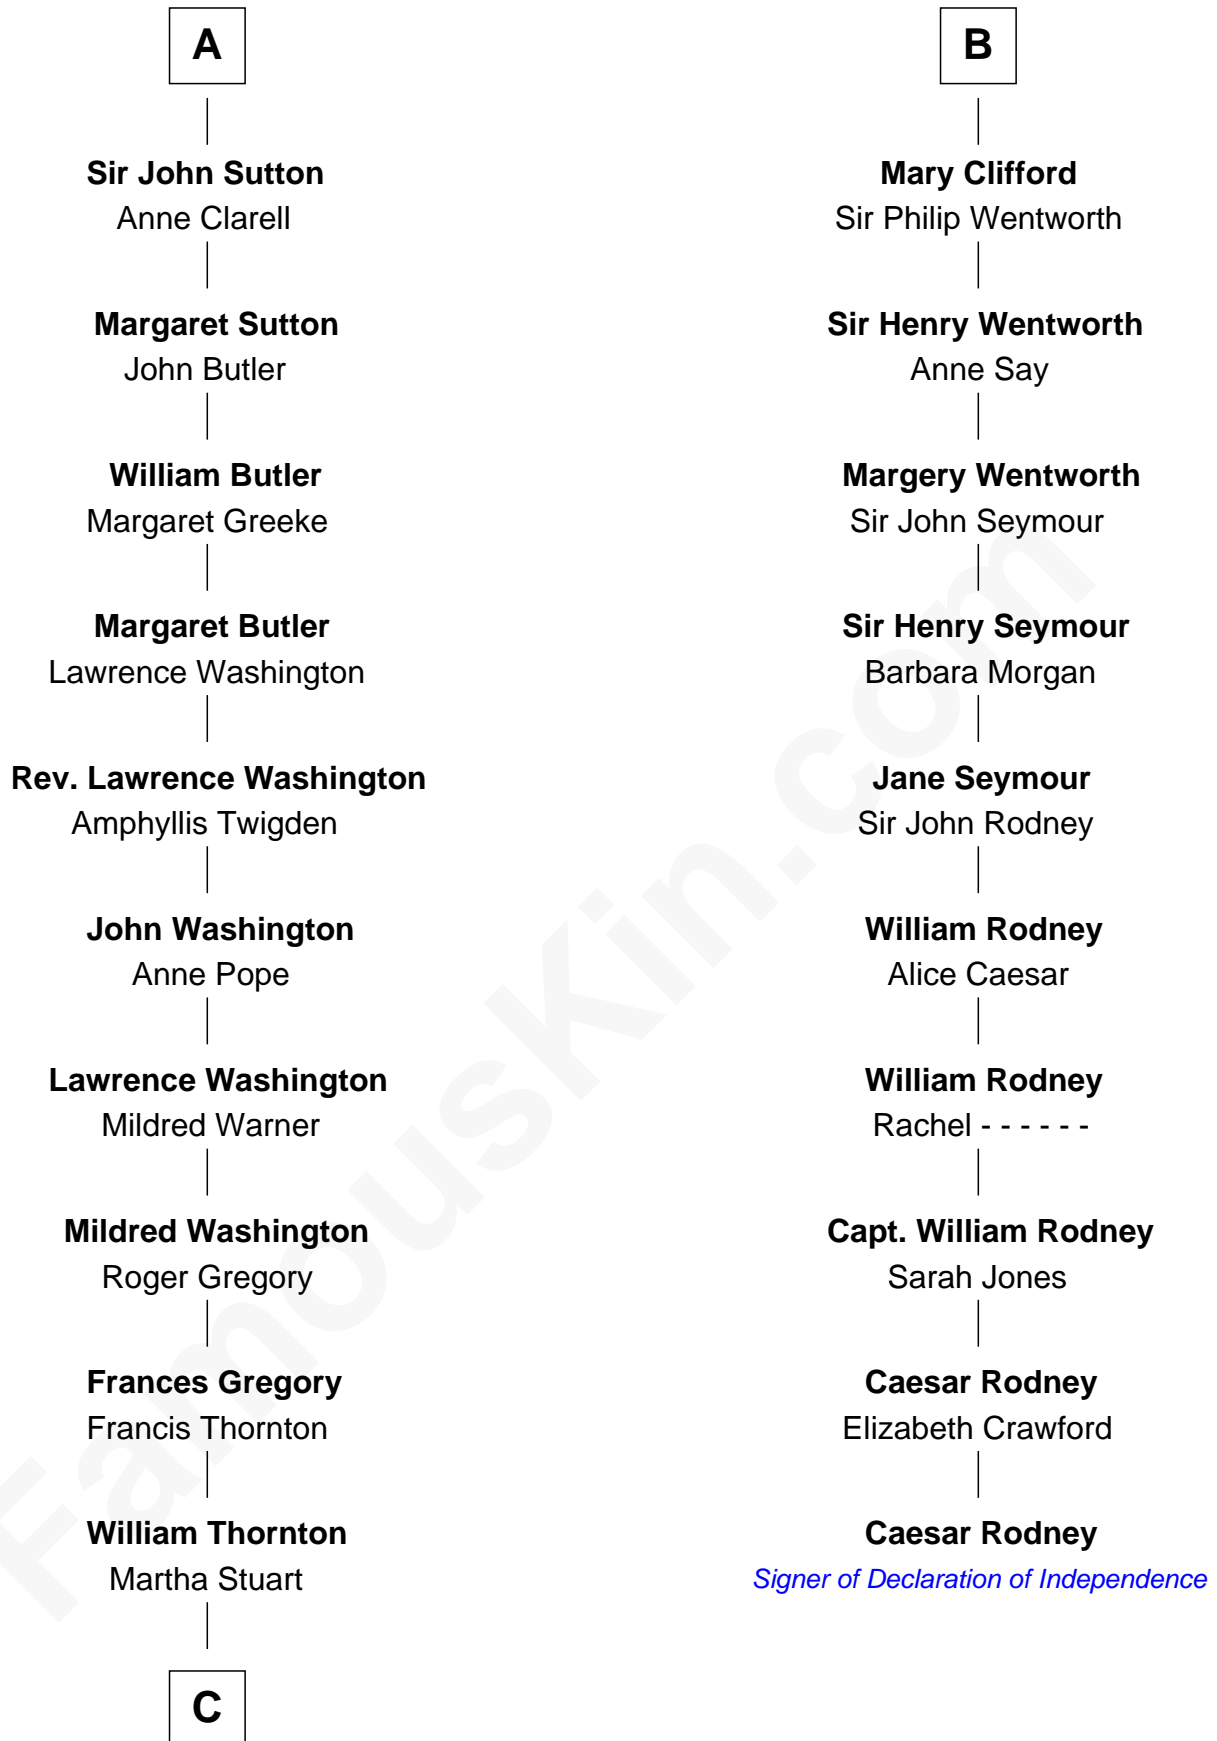 A
Sir John Sutton
Anne Clarell
Margaret Sutton
John Butler
William Butler
Margaret Greeke
Margaret Butler
Lawrence Washington
Rev. Lawrence Washington
Amphyllis Twigden
John Washington
Anne Pope
Lawrence Washington
Mildred Warner
Mildred Washington
Roger Gregory
Frances Gregory
Francis Thornton
William Thornton
Martha Stuart
C
B
Mary Clifford
Sir Philip Wentworth
Sir Henry Wentworth
Anne Say
Margery Wentworth
Sir John Seymour
Sir Henry Seymour
Barbara Morgan
Jane Seymour
Sir John Rodney
William Rodney
Alice Caesar
William Rodney
Rachel - - - - - -
Capt. William Rodney
Sarah Jones
Caesar Rodney
Elizabeth Crawford
Caesar Rodney
Signer of Declaration of Independence
FamousKin.com